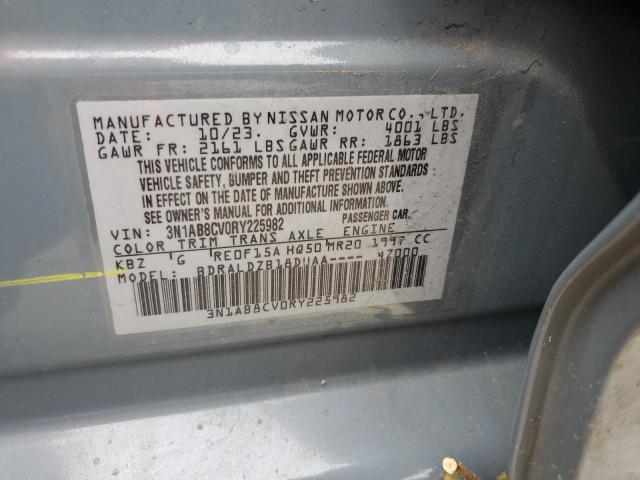 MANUFACTURED BY NISSAN MOTOR CO., LTD.
DATE: 10/23. GVWR: 4001 LBS
GAWR FR: 2161 LBS GAWR RR: 1863 LBS
THIS VEHICLE CONFORMS TO ALL APPLICABLE FEDERAL MOTOR
VEHICLE SAFETY, BUMPER AND THEFT PREVENTION STANDARDS
IN EFFECT ON THE DATE OF MANUFACTURE SHOWN ABOVE.
SEE OWNER'S MANUAL FOR ADDITIONAL INFORMATION.
VIN: 3N1AB8CV0RY225982 PASSENGER CAR
COLOR TRIM TRANS AXLE ENGINE
KBZ G RE0F15A HQ50 MR20 1997 CC
MODEL: BDRALDZB18DUAA----- 47000
3N1AB8CV0RY225982